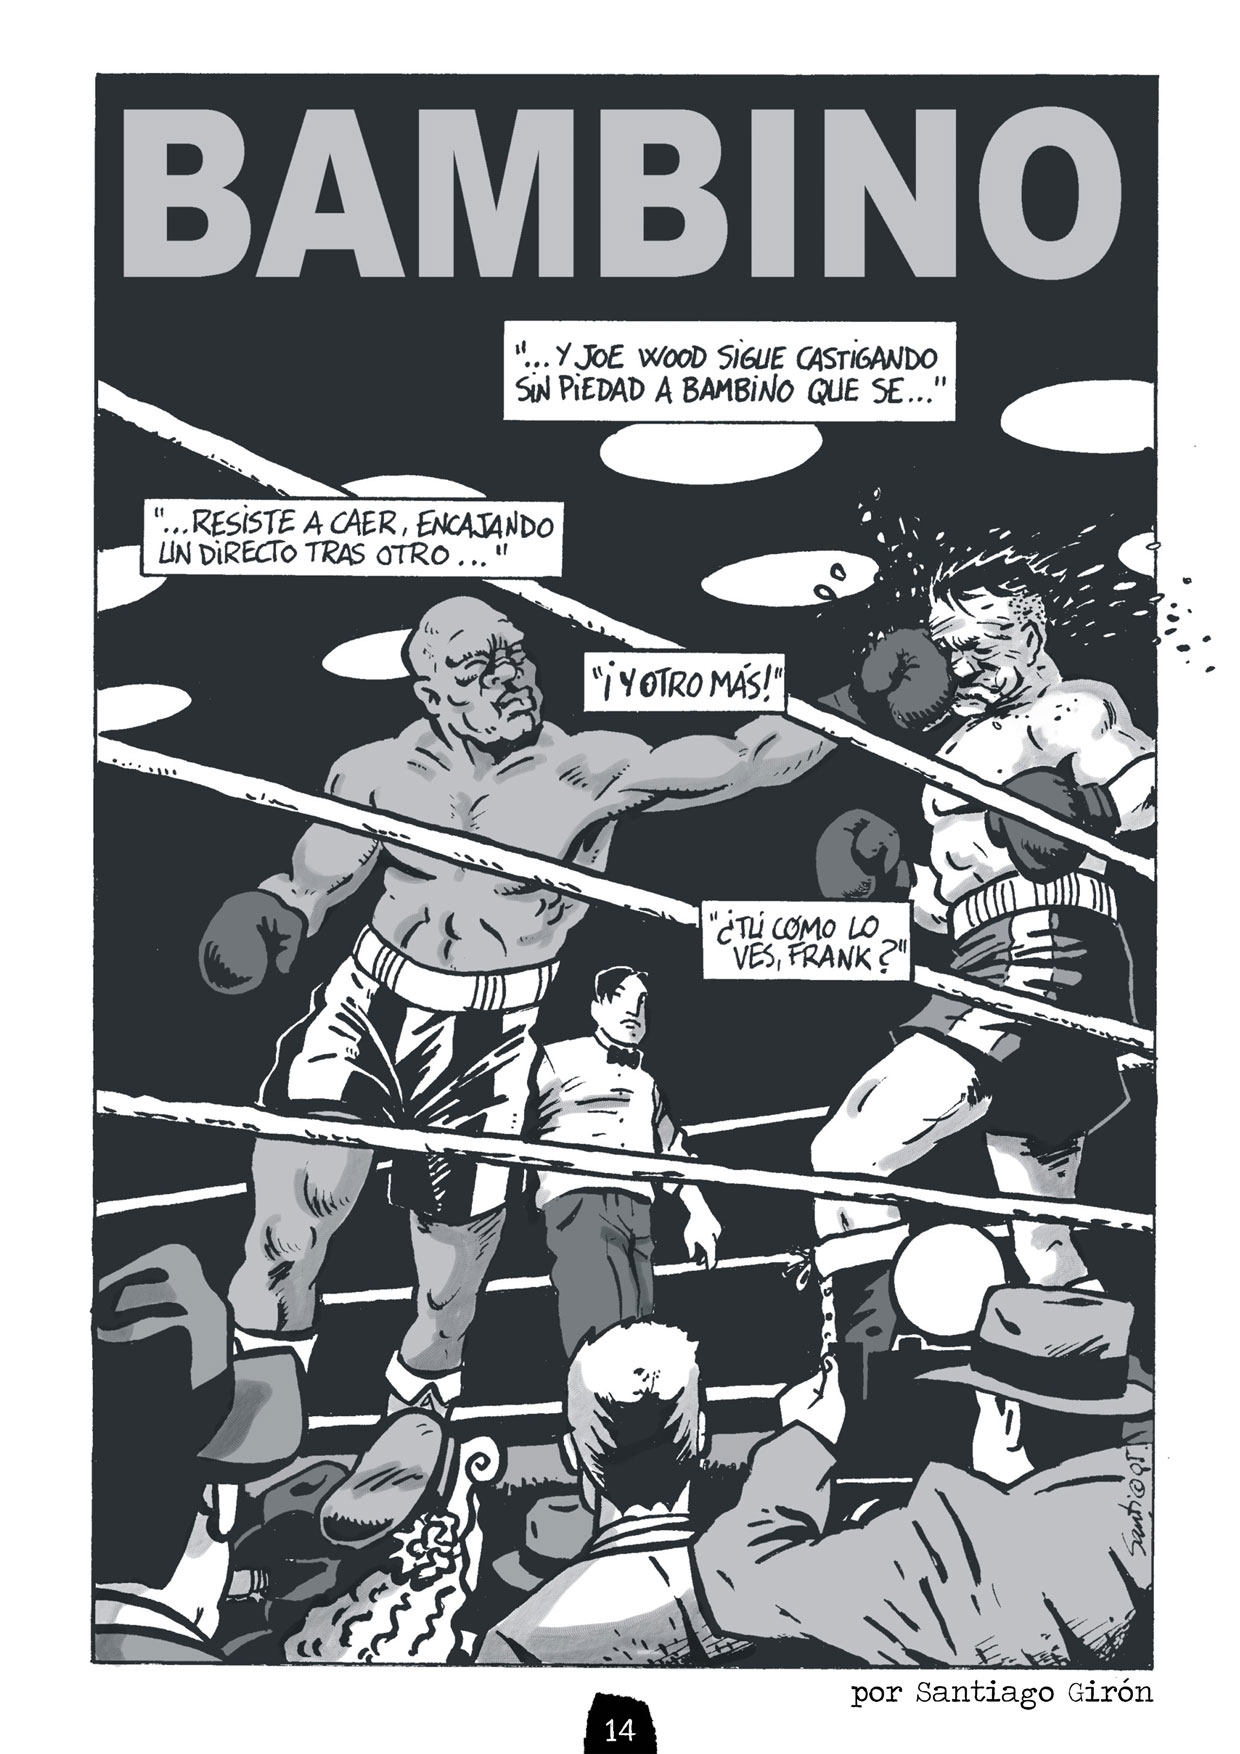 BAMBINO
"...Y JOE WOOD SIGUE CASTIGANDO
SIN PIEDAD A BAMBINO QUE SE..."
"...RESISTE A CAER, ENCAJANDO
UN DIRECTO TRAS OTRO..."
"¡Y OTRO MÁS!"
"¿TÚ CÓMO LO
VES, FRANK?"
Santi@95.
por Santiago Girón
14